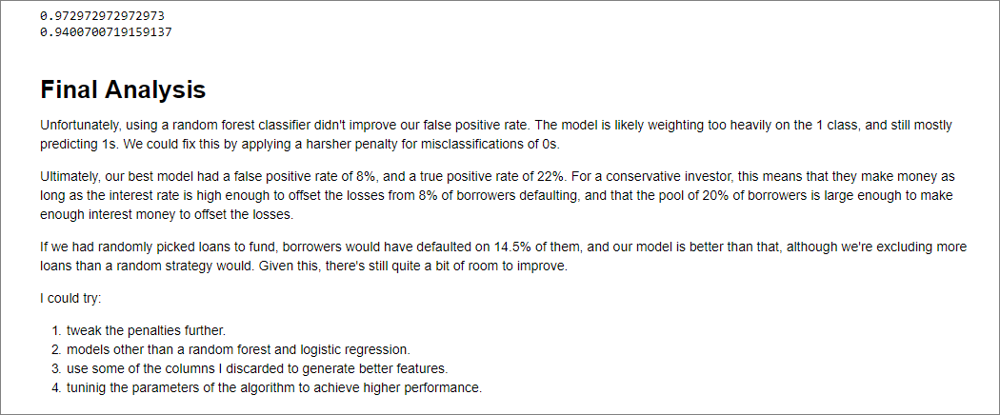 0.972972972972973
0.9400700719159137
Final Analysis
Unfortunately, using a random forest classifier didn't improve our false positive rate. The model is likely weighting too heavily on the 1 class, and still mostly
predicting 1s. We could fix this by applying a harsher penalty for misclassifications of 0s.
Ultimately, our best model had a false positive rate of 8%, and a true positive rate of 22%. For a conservative investor, this means that they make money as
long as the interest rate is high enough to offset the losses from 8% of borrowers defaulting, and that the pool of 20% of borrowers is large enough to make
enough interest money to offset the losses.
If we had randomly picked loans to fund, borrowers would have defaulted on 14.5% of them, and our model is better than that, although we're excluding more
loans than a random strategy would. Given this, there's still quite a bit of room to improve.
I could try:
1. tweak the penalties further.
2. models other than a random forest and logistic regression.
3. use some of the columns I discarded to generate better features.
4. tuninig the parameters of the algorithm to achieve higher performance.